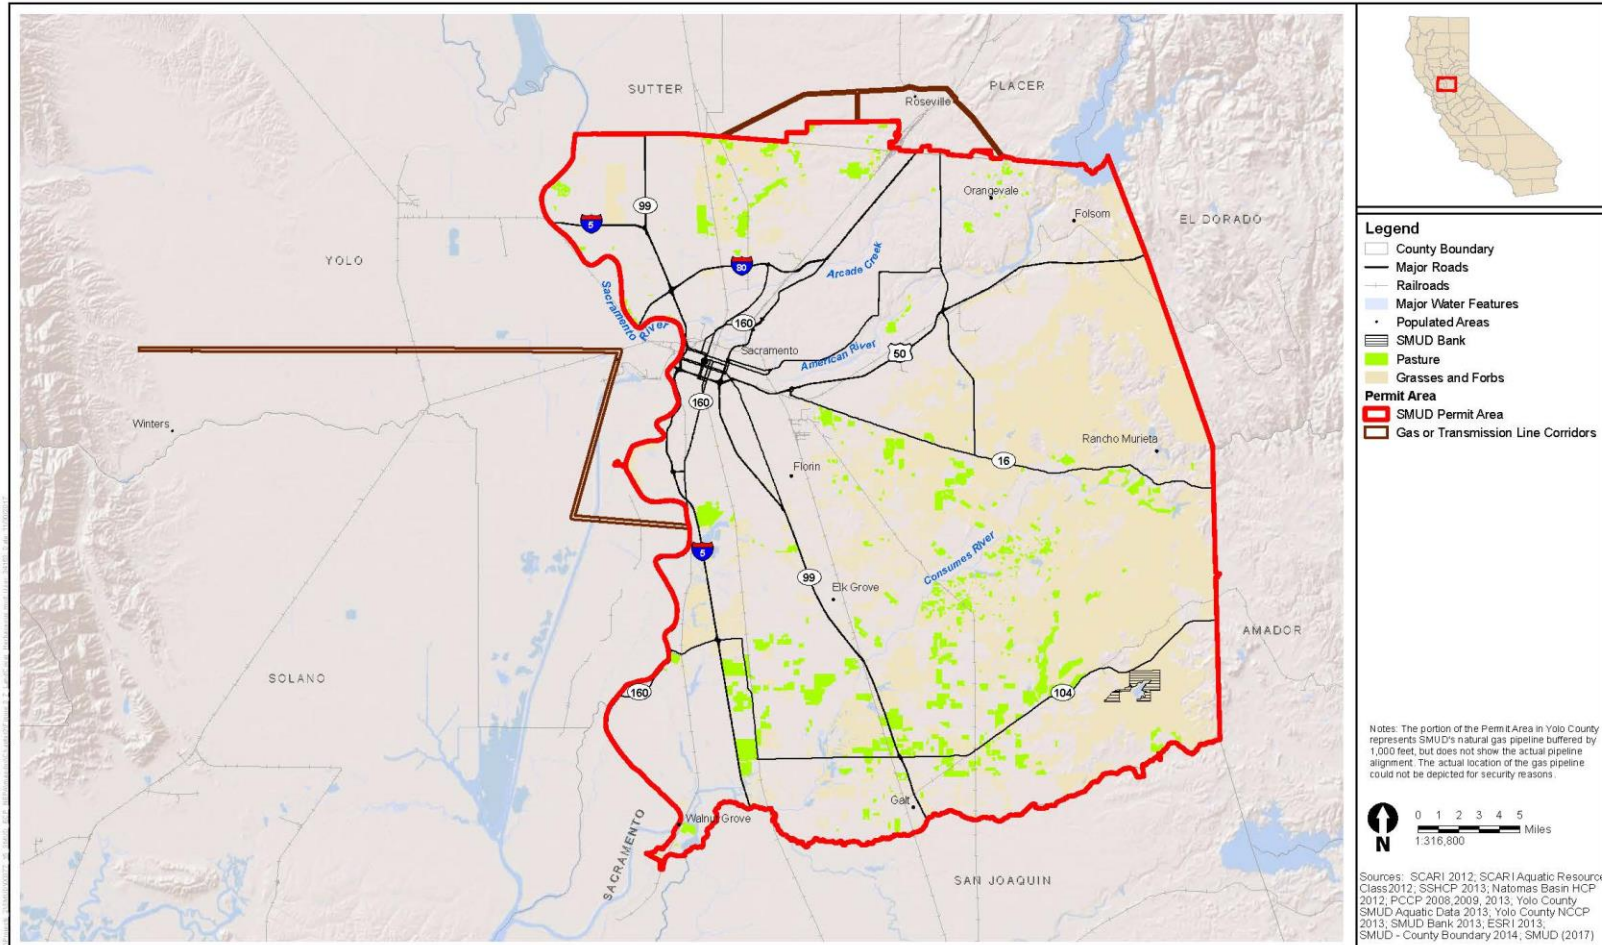 SUTTER
PLACER
Roseville
Orangevale
Folsom
EL DORADO
99
5
YOLO
80
Arcade Creek
Sacramento River
160
Sacramento
American River
50
160
Winters
Rancho Murieta
16
Florin
5
Consumes River
99
Elk Grove
AMADOR
SOLANO
160
104
Galt
Walnut Grove
SACRAMENTO
SAN JOAQUIN
Legend
County Boundary
Major Roads
Railroads
Major Water Features
Populated Areas
SMUD Bank
Pasture
Grasses and Forbs
Permit Area
SMUD Permit Area
Gas or Transmission Line Corridors
Notes: The portion of the Permit Area in Yolo County
represents SMUD's natural gas pipeline buffered by
1,000 feet, but does not show the actual pipeline
alignment. The actual location of the gas pipeline
could not be depicted for security reasons.
0 1 2 3 4 5
Miles
1:316,800
N
Sources: SCARI 2012; SCARI Aquatic Resource
Class2012; SSHCP 2013; Natomas Basin HCP
2012; PCCP 2008,2009, 2013; Yolo County
SMUD Aquatic Data 2013; Yolo County NCCP
2013; SMUD Bank 2013; ESRI 2013;
SMUD - County Boundary 2014; SMUD (2017)